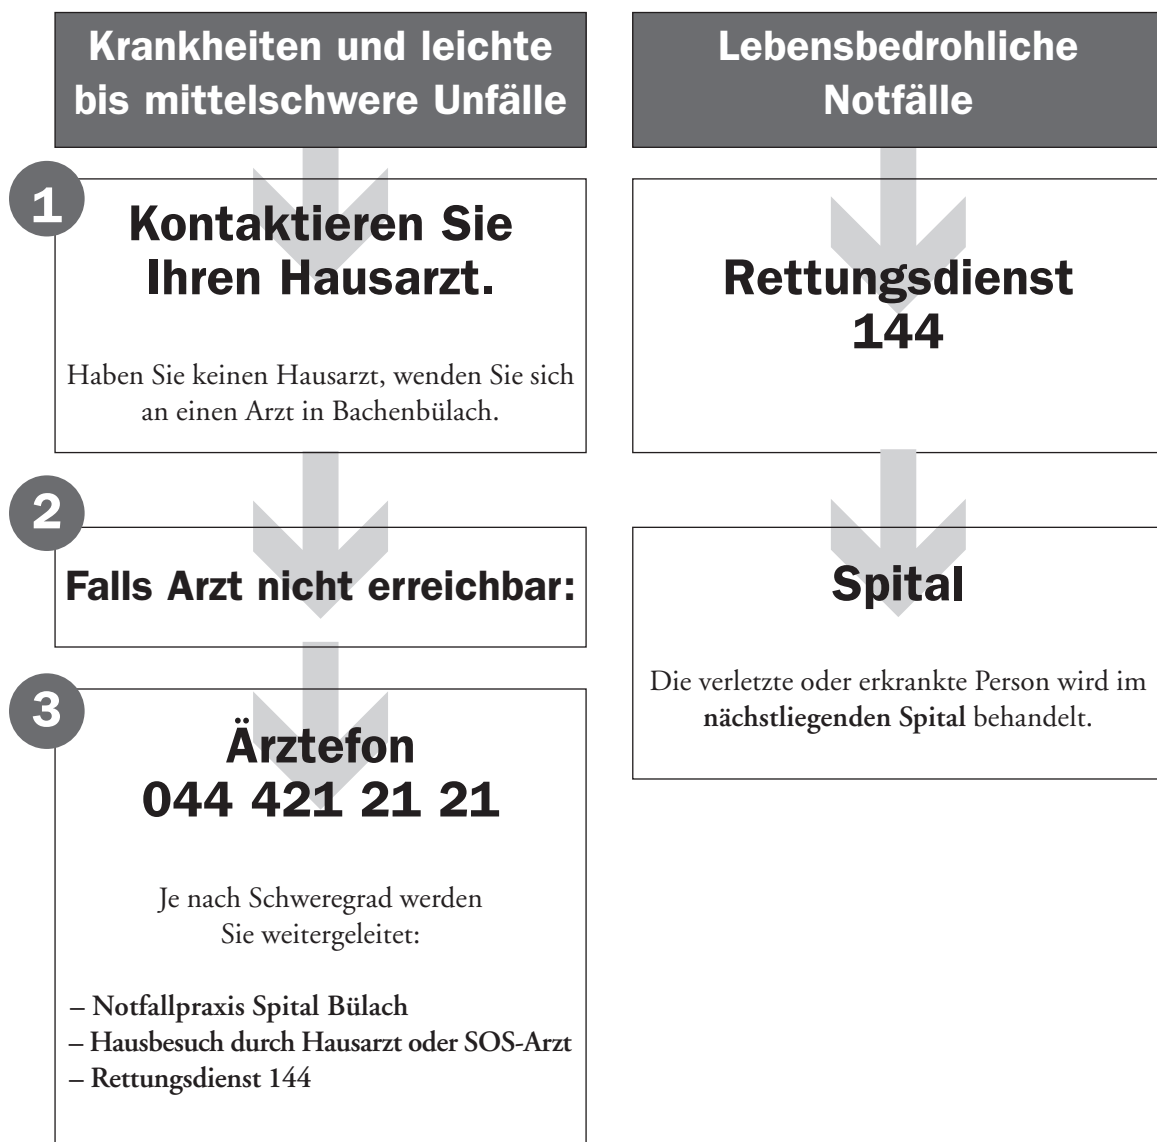 Krankheiten und leichte
bis mittelschwere Unfälle
1
Kontaktieren Sie
Ihren Hausarzt.
Haben Sie keinen Hausarzt, wenden Sie sich
an einen Arzt in Bachenbülach.
2
Falls Arzt nicht erreichbar:
3
Ärztefon
044 421 21 21
Je nach Schweregrad werden
Sie weitergeleitet:
– Notfallpraxis Spital Bülach
– Hausbesuch durch Hausarzt oder SOS-Arzt
– Rettungsdienst 144
Lebensbedrohliche
Notfälle
Rettungsdienst
144
Spital
Die verletzte oder erkrankte Person wird im
nächstliegenden Spital behandelt.